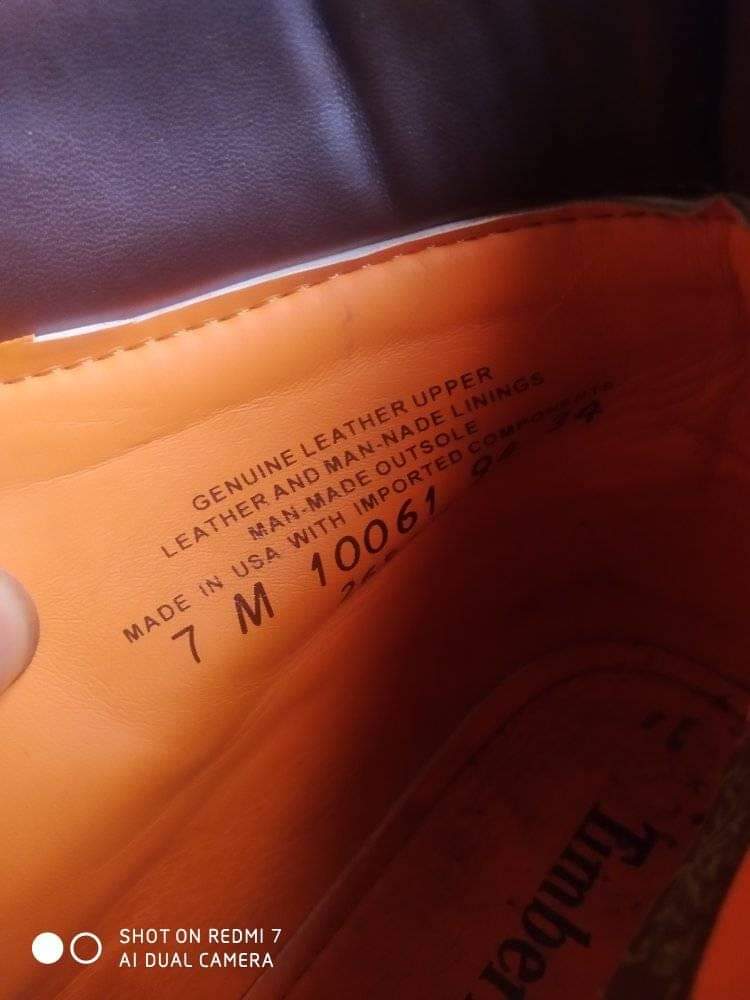 GENUINE LEATHER UPPER
LEATHER AND MAN-NADE LININGS
MAN-MADE OUTSOLE
MADE IN USA WITH IMPORTED COMPONENTS
7 M 10061
Timber
SHOT ON REDMI 7
AI DUAL CAMERA